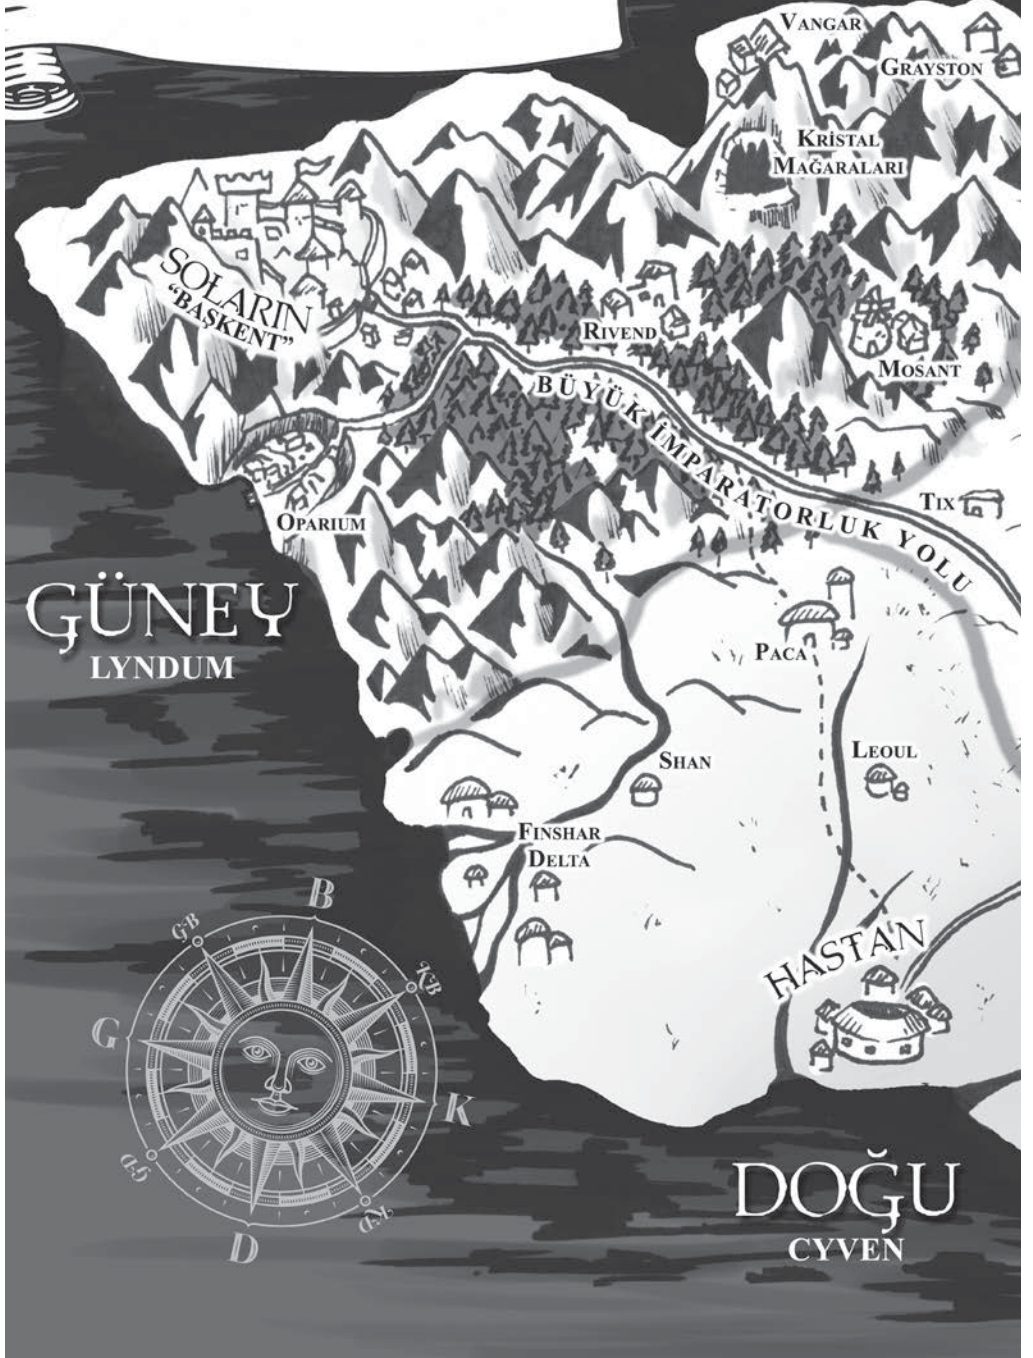 VANGAR
GRAYSTON
KRİSTAL
MAĞARALARI
SOLARIN
"BAŞKENT"
RIVEND
MOSANT
BÜYÜK İMPARATORLUK YOLU
TIX
OPARIUM
GÜNEY
LYNDUM
PACA
SHAN
LEOUL
FINSHAR
DELTA
HASTAN
B
GB
KB
G
K
GD
KD
D
DOĞU
CYVEN